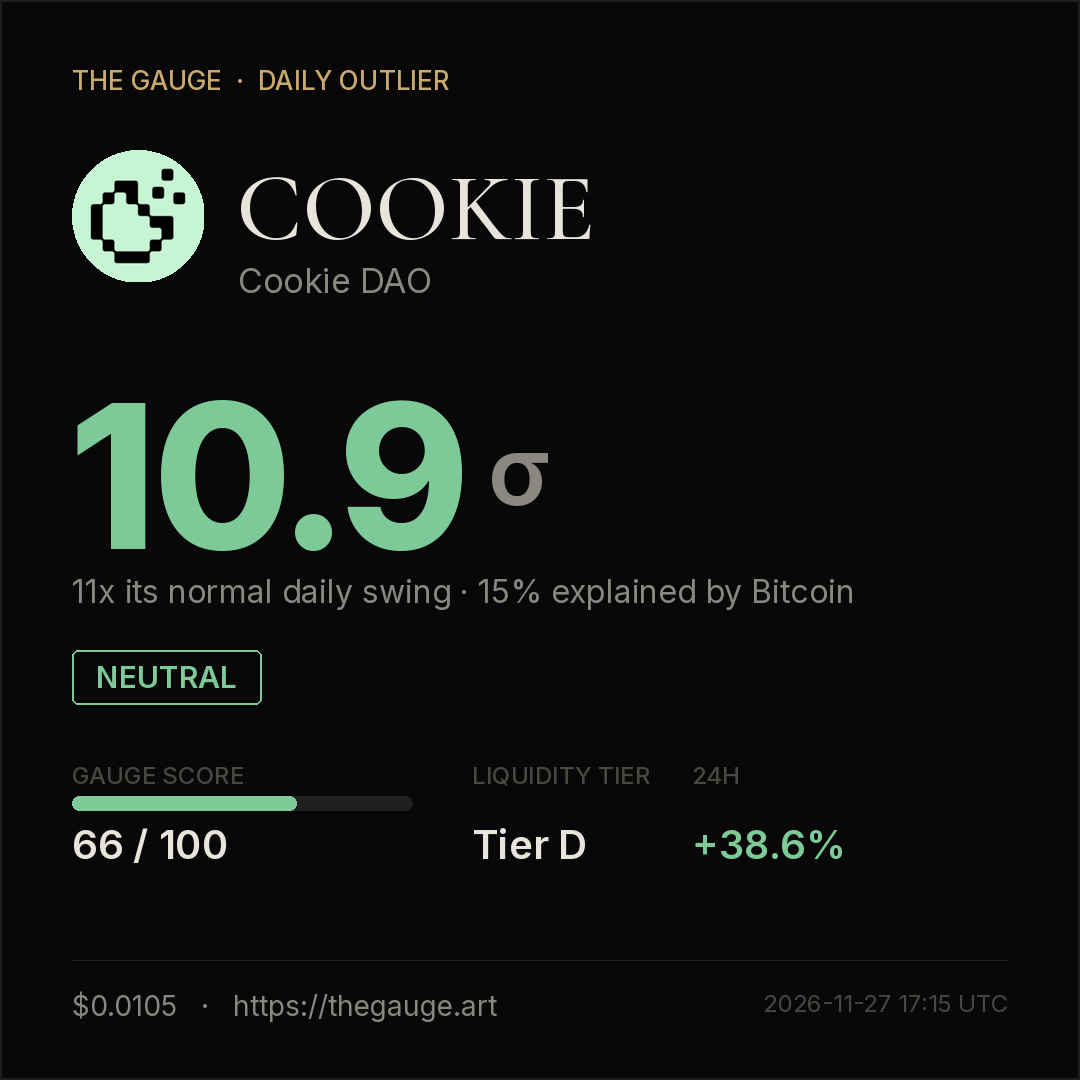 THE GAUGE · DAILY OUTLIER
COOKIE
Cookie DAO
10.9 σ
11x its normal daily swing · 15% explained by Bitcoin
NEUTRAL
GAUGE SCORE LIQUIDITY TIER 24H
66 / 100 Tier D +38.6%
$0.0105 · https://thegauge.art 2026-11-27 17:15 UTC